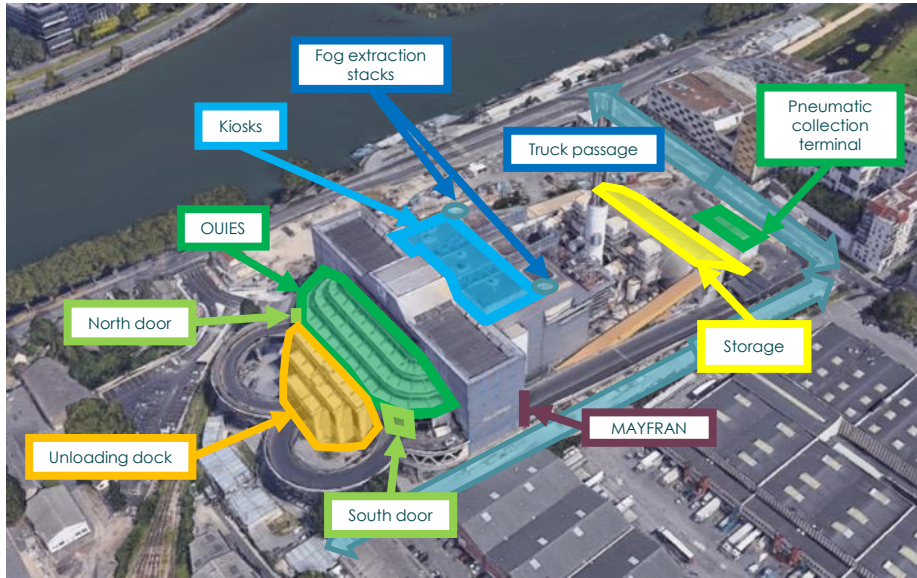 Fog extraction
stacks
Kiosks
Truck passage
Pneumatic
collection
terminal
OUIES
North door
Storage
MAYFRAN
Unloading dock
South door